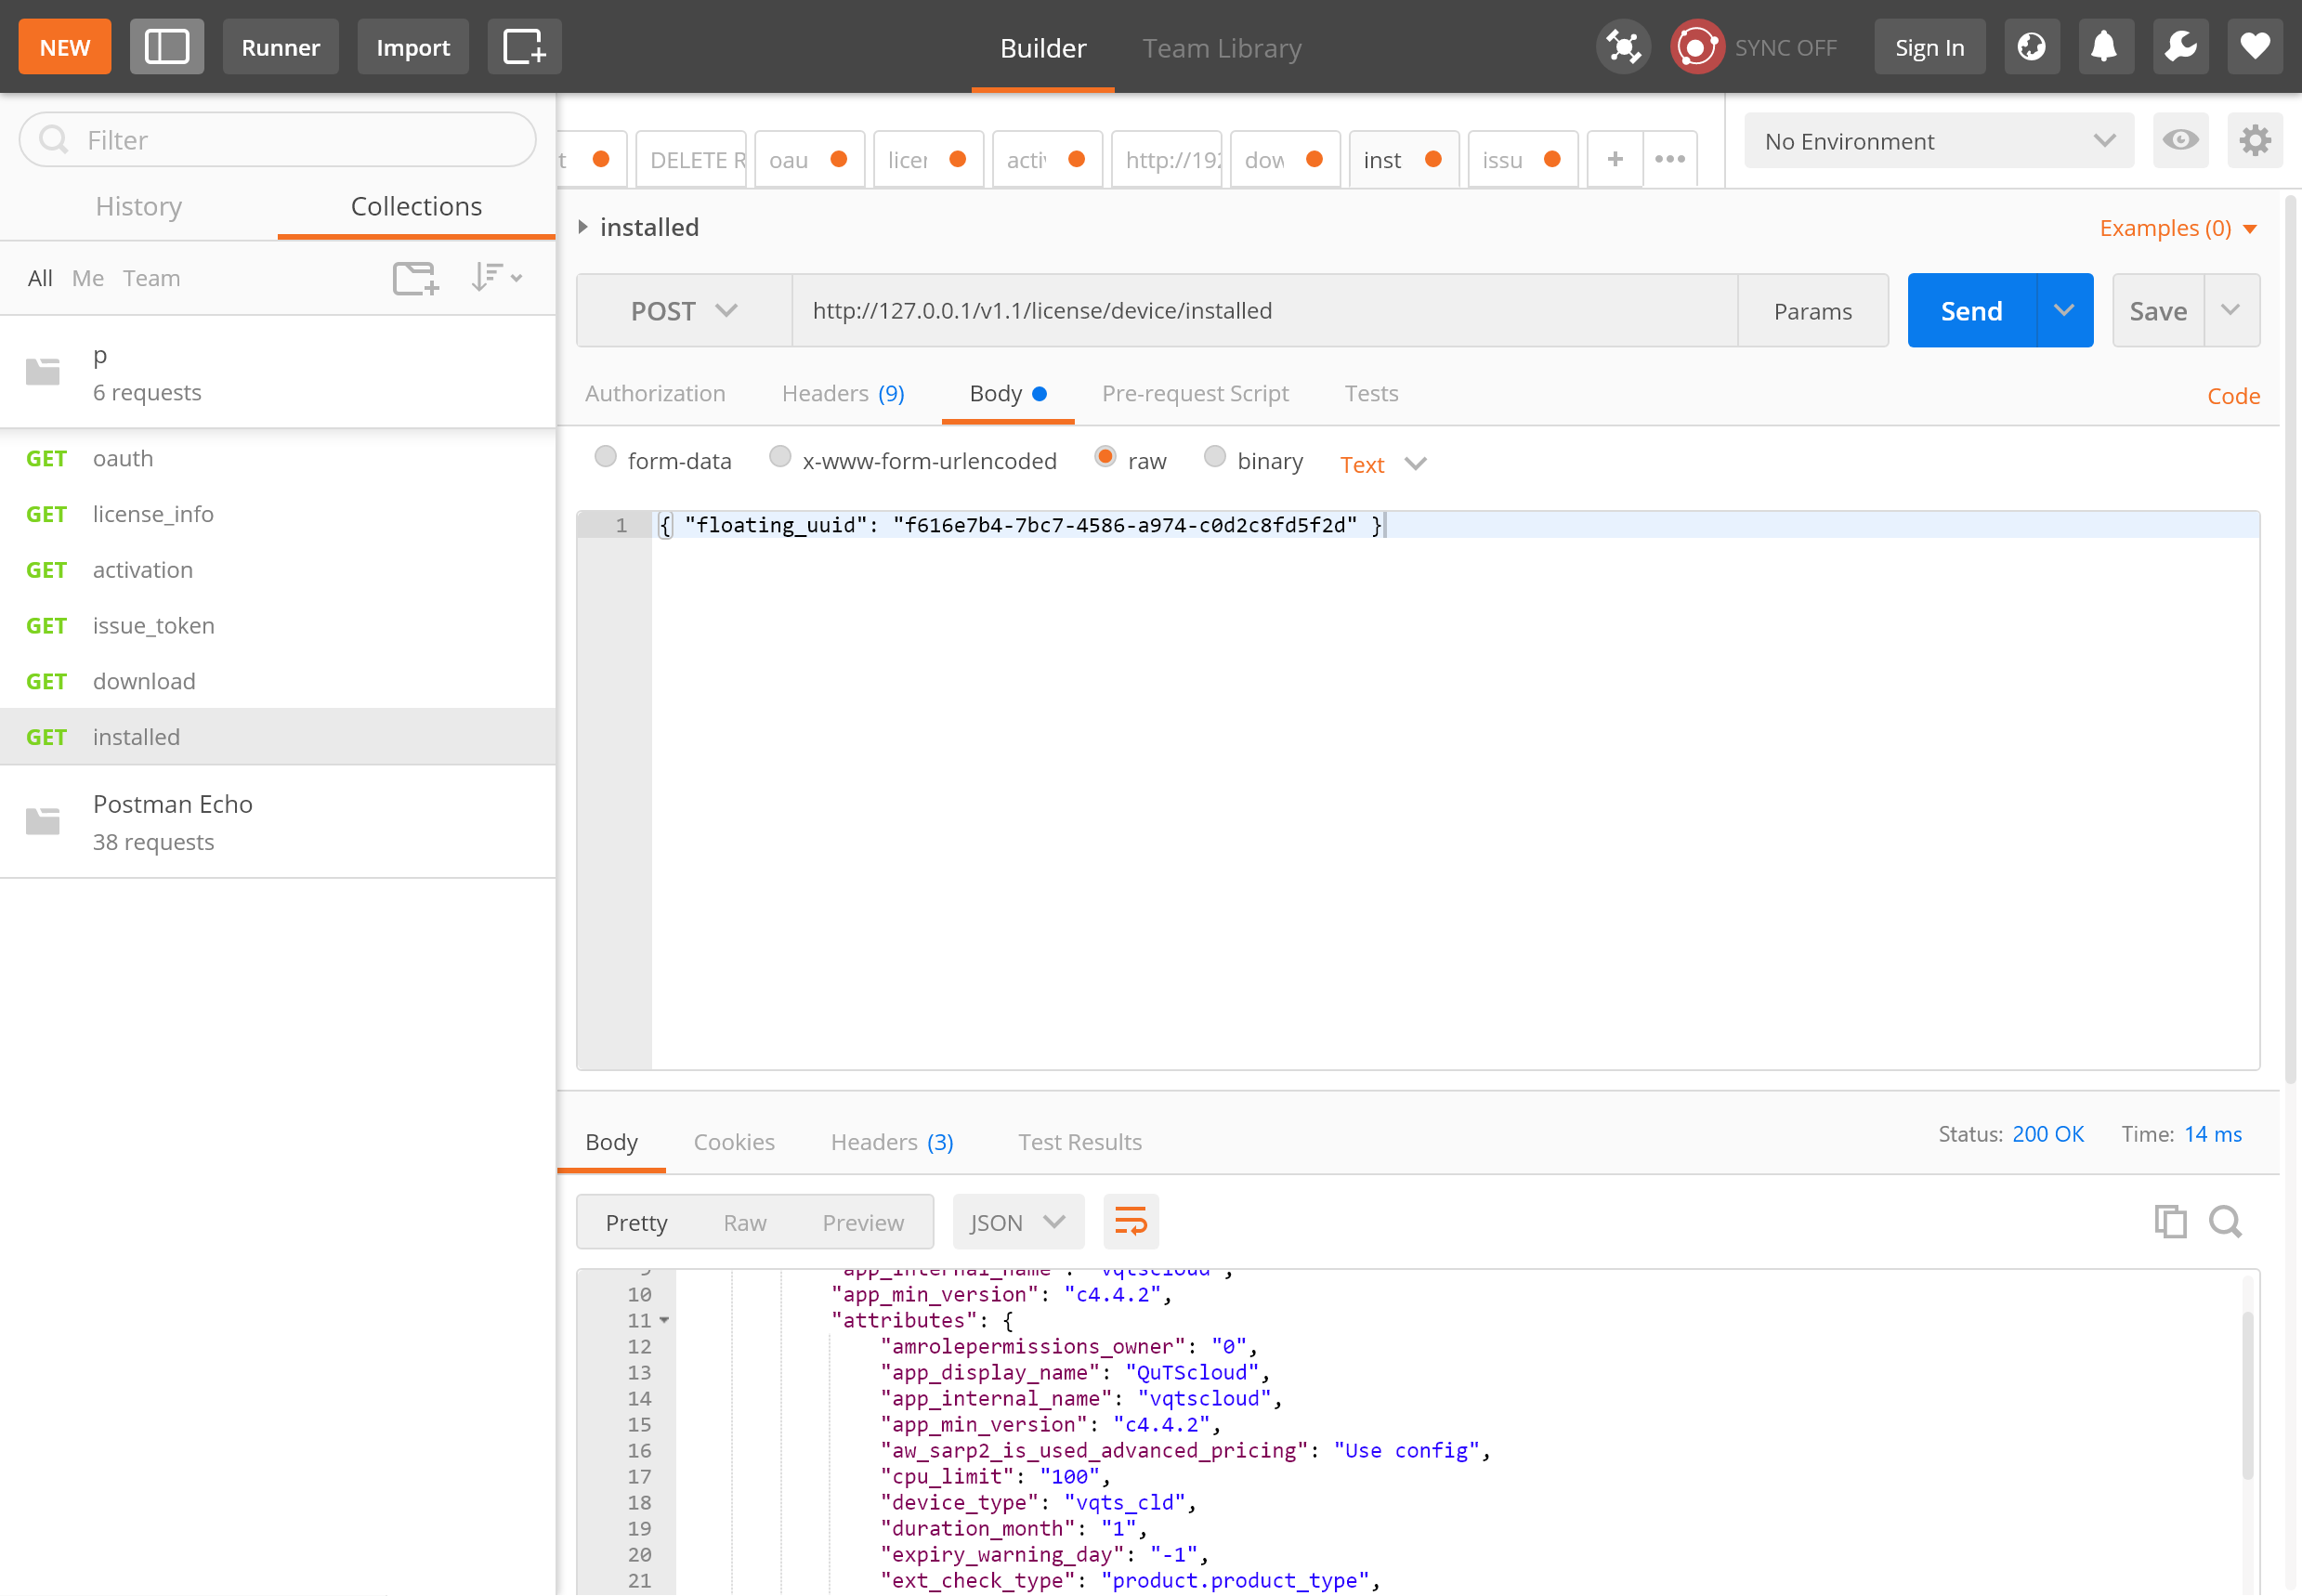 NEW Runner Import Builder Team Library SYNC OFF Sign In
Filter
t DELETE R oau licer activ http://192 dow inst issu + No Environment
History Collections
installed Examples (0)
All Me Team
POST http://127.0.0.1/v1.1/license/device/installed Params Send Save
p
6 requests
Authorization Headers (9) Body Pre-request Script Tests Code
GET oauth
form-data x-www-form-urlencoded raw binary Text
GET license_info
1 { "floating_uuid": "f616e7b4-7bc7-4586-a974-c0d2c8fd5f2d" }
GET activation
GET issue_token
GET download
GET installed
Postman Echo
38 requests
Body Cookies Headers (3) Test Results Status: 200 OK Time: 14 ms
Pretty Raw Preview JSON
9 "app_internal_name": "vqtscloud",
10 "app_min_version": "c4.4.2",
11 "attributes": {
12 "amrolepermissions_owner": "0",
13 "app_display_name": "QuTScloud",
14 "app_internal_name": "vqtscloud",
15 "app_min_version": "c4.4.2",
16 "aw_sarp2_is_used_advanced_pricing": "Use config",
17 "cpu_limit": "100",
18 "device_type": "vqts_cld",
19 "duration_month": "1",
20 "expiry_warning_day": "-1",
21 "ext_check_type": "product.product_type",